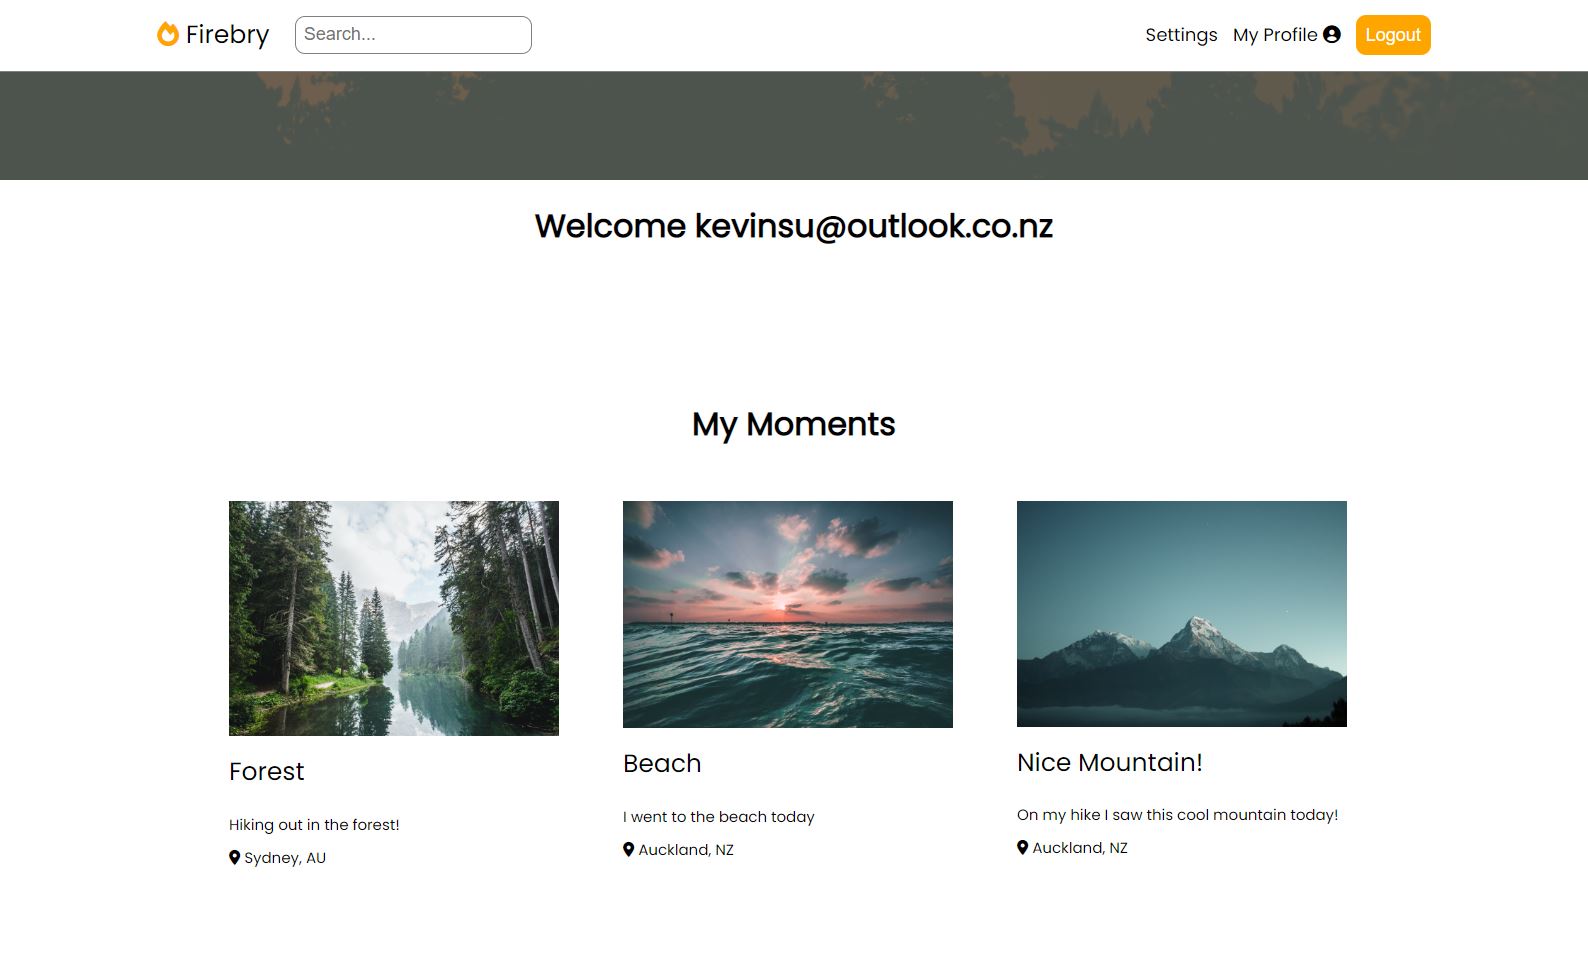 Firebry
Search...
Settings
My Profile
Logout
Welcome kevinsu@outlook.co.nz
My Moments
Forest
Hiking out in the forest!
Sydney, AU
Beach
I went to the beach today
Auckland, NZ
Nice Mountain!
On my hike I saw this cool mountain today!
Auckland, NZ